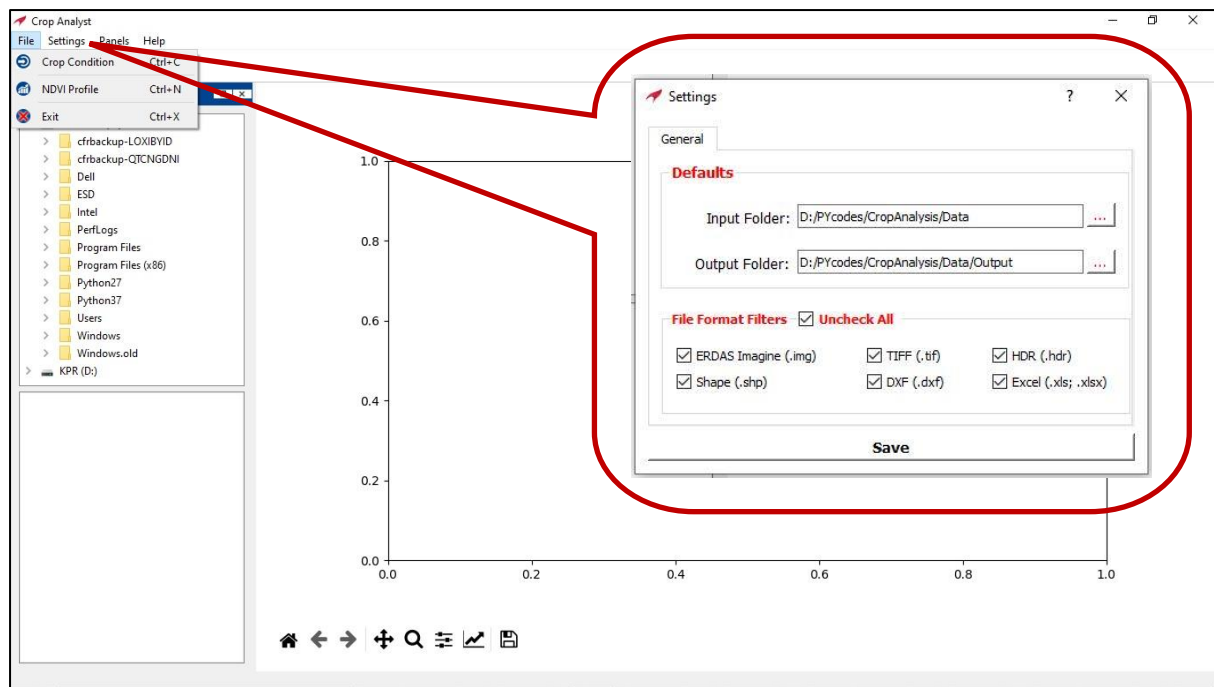 Crop Analyst
File Settings Panels Help
Crop Condition Ctrl+C
NDVI Profile Ctrl+N
Exit Ctrl+X
cfrbackup-LOXIBYID
cfrbackup-QTCNGDNI
Dell
ESD
Intel
PerfLogs
Program Files
Program Files (x86)
Python27
Python37
Users
Windows
Windows.old
KPR (D:)
1.0
0.8
0.6
0.4
0.2
0.0
0.0 0.2 0.4 0.6 0.8 1.0
Settings ?
General
Defaults
Input Folder: D:/PYcodes/CropAnalysis/Data ...
Output Folder: D:/PYcodes/CropAnalysis/Data/Output ...
File Format Filters Uncheck All
ERDAS Imagine (.img) TIFF (.tif) HDR (.hdr)
Shape (.shp) DXF (.dxf) Excel (.xls; .xlsx)
Save